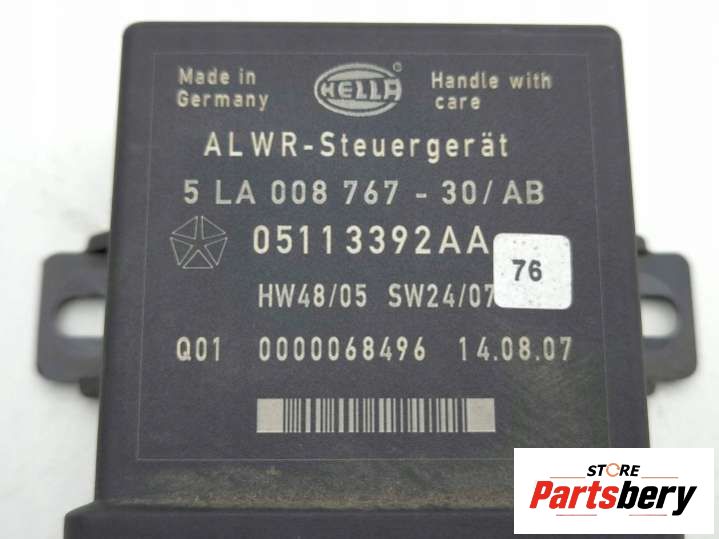 Made in
Germany
HELLA
®
Handle with
care
ALWR-Steuergerät
5 LA 008 767 - 30/AB
05113392AA
76
HW48/05 SW24/07
Q01 0000068496 14.08.07
STORE
Partsbery